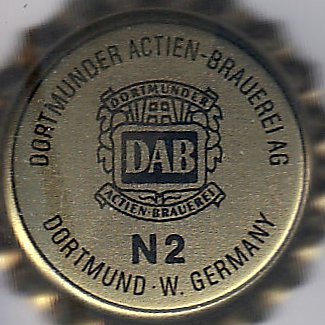 DORTMUNDER ACTIEN-BRAUEREI AG
DORTMUNDER
DAB
ACTIEN·BRAUEREI
N2
DORTMUND·W. GERMANY